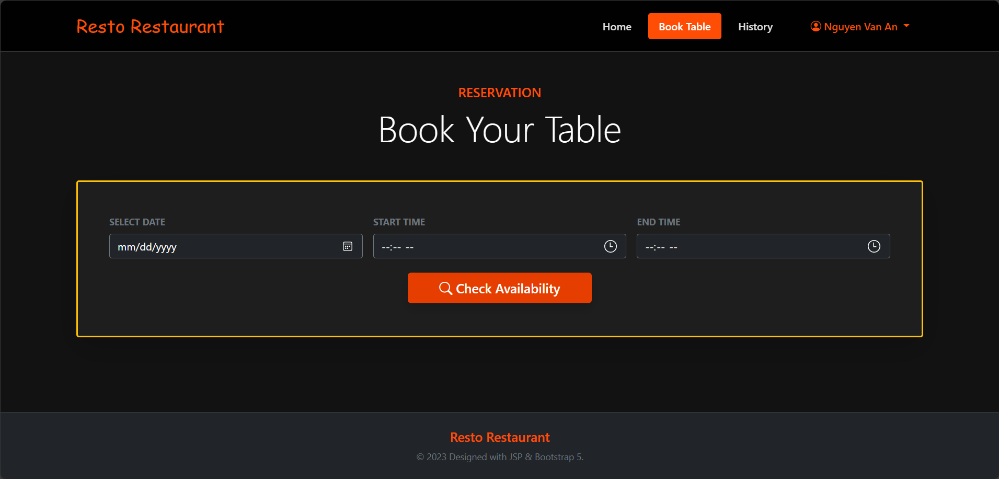 Resto Restaurant
Home Book Table History Nguyen Van An
RESERVATION
Book Your Table
SELECT DATE START TIME END TIME
mm/dd/yyyy --:-- -- --:-- --
Check Availability
Resto Restaurant
© 2023 Designed with JSP & Bootstrap 5.